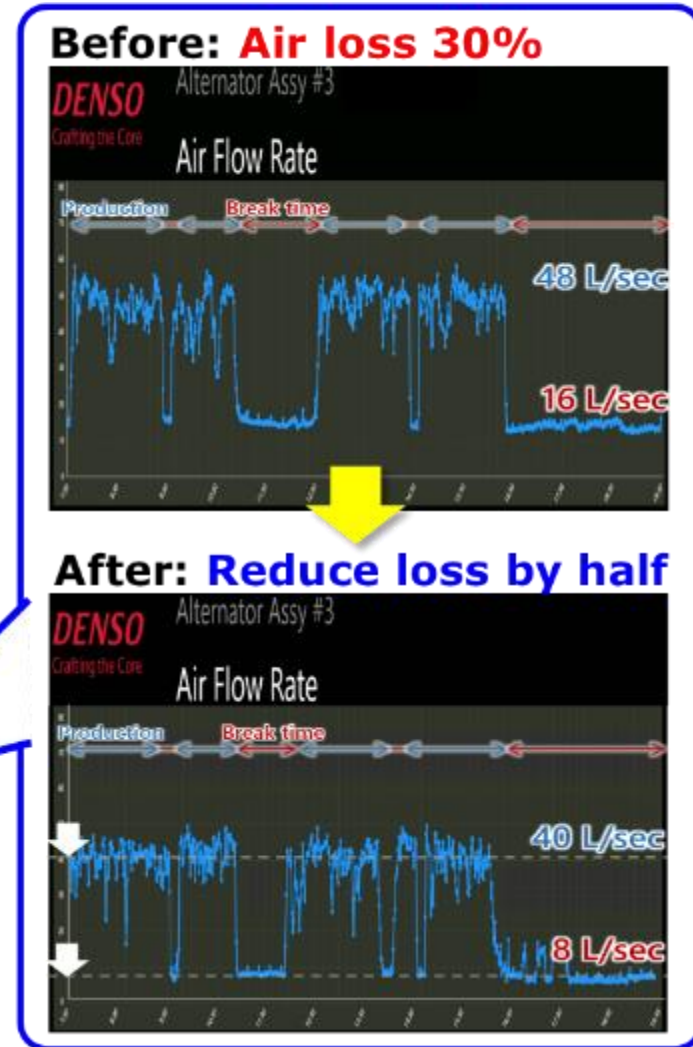 Before: Air loss 30%
DENSO
Crafting the Core
Alternator Assy #3
Air Flow Rate
Production
Break time
48 L/sec
16 L/sec
After: Reduce loss by half
DENSO
Crafting the Core
Alternator Assy #3
Air Flow Rate
Production
Break time
40 L/sec
8 L/sec